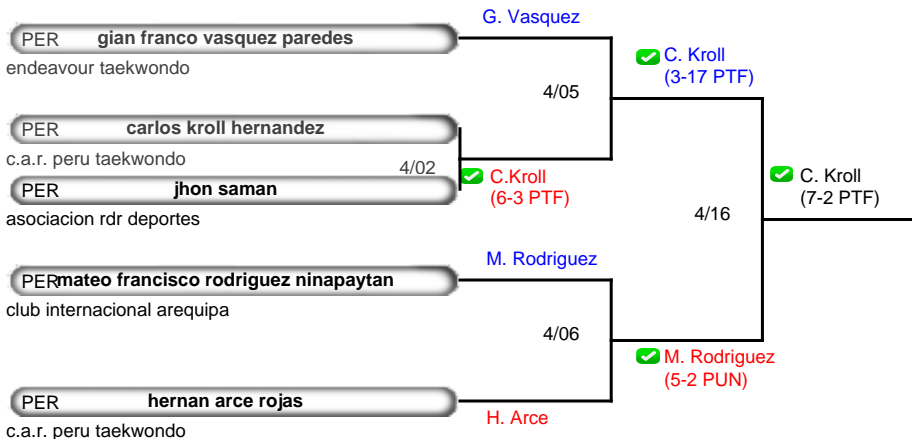 G. Vasquez
PER gian franco vasquez paredes
endeavour taekwondo
C. Kroll
(3-17 PTF)
4/05
PER carlos kroll hernandez
c.a.r. peru taekwondo
4/02
C.Kroll
(6-3 PTF)
PER jhon saman
asociacion rdr deportes
C. Kroll
(7-2 PTF)
4/16
M. Rodriguez
PER mateo francisco rodriguez ninapaytan
club internacional arequipa
4/06
M. Rodriguez
(5-2 PUN)
PER hernan arce rojas
H. Arce
c.a.r. peru taekwondo